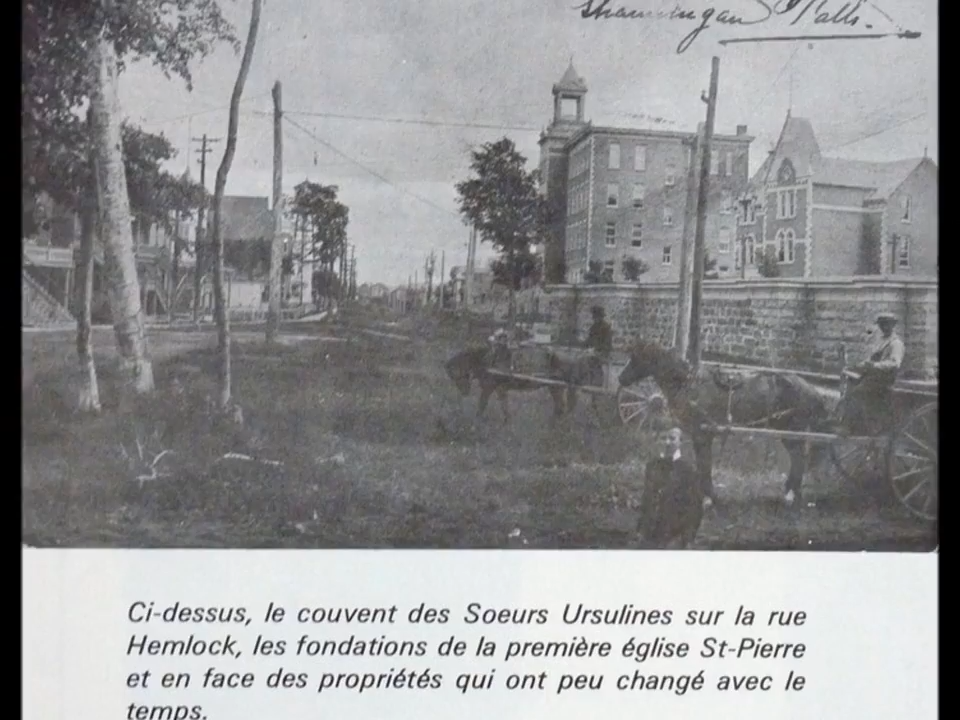 Shawinigan Falls.
Ci-dessus, le couvent des Soeurs Ursulines sur la rue
Hemlock, les fondations de la première église St-Pierre
et en face des propriétés qui ont peu changé avec le
temps.